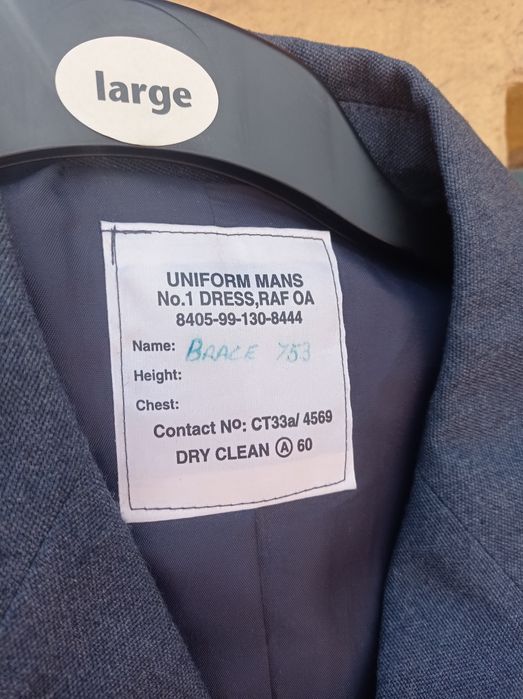 large
UNIFORM MANS
No.1 DRESS,RAF OA
8405-99-130-8444
Name: BRACE 753
Height:
Chest:
Contact No: CT33a/ 4569
DRY CLEAN Ⓐ 60